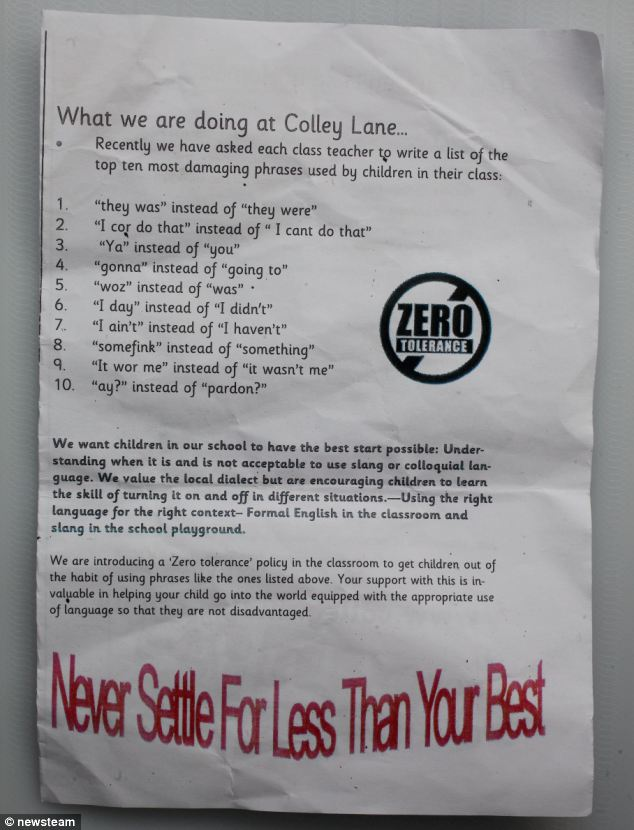 What we are doing at Colley Lane...
• Recently we have asked each class teacher to write a list of the
top ten most damaging phrases used by children in their class:
1. “they was” instead of “they were”
2. “I cor do that” instead of “ I cant do that”
3. “Ya” instead of “you”
4. “gonna” instead of “going to”
5. “woz” instead of “was”
6. “I day” instead of “I didn’t”
7. “I ain’t” instead of “I haven’t”
8. “somefink” instead of “something”
9. “It wor me” instead of “it wasn’t me”
10. “ay?” instead of “pardon?”
ZERO
TOLERANCE
We want children in our school to have the best start possible: Under-
standing when it is and is not acceptable to use slang or colloquial lan-
guage. We value the local dialect but are encouraging children to learn
the skill of turning it on and off in different situations.—Using the right
language for the right context– Formal English in the classroom and
slang in the school playground.
We are introducing a ‘Zero tolerance’ policy in the classroom to get children out of
the habit of using phrases like the ones listed above. Your support with this is in-
valuable in helping your child go into the world equipped with the appropriate use
of language so that they are not disadvantaged.
Never Settle For Less Than Your Best
© newsteam